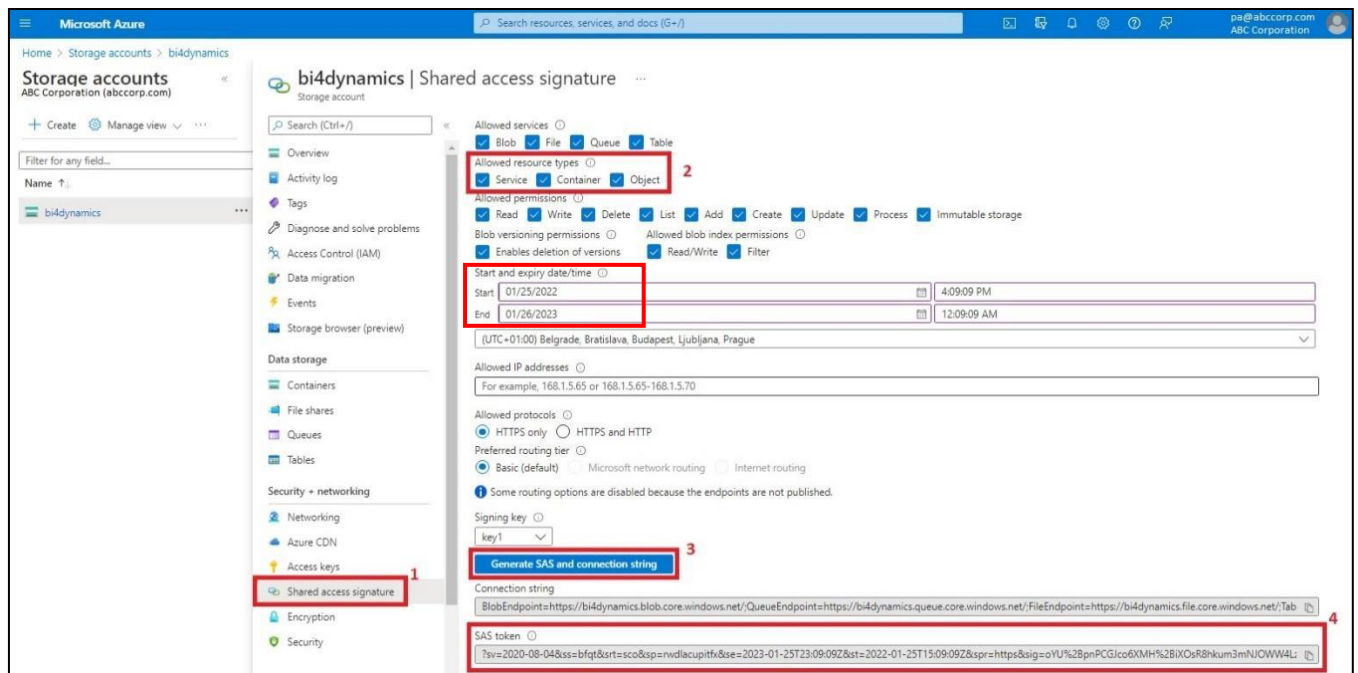 Microsoft Azure
Search resources, services, and docs (G+/)
pa@abccorp.com
ABC Corporation
Home > Storage accounts > bi4dynamics
Storage accounts
ABC Corporation (abccorp.com)
+ Create Manage view ...
Filter for any field...
Name ↑
bi4dynamics ...
bi4dynamics | Shared access signature ...
Storage account
Search (Ctrl+/)
Overview
Activity log
Tags
Diagnose and solve problems
Access Control (IAM)
Data migration
Events
Storage browser (preview)
Data storage
Containers
File shares
Queues
Tables
Security + networking
Networking
Azure CDN
Access keys
1
Shared access signature
Encryption
Security
Allowed services
Blob File Queue Table
Allowed resource types
2
Service Container Object
Allowed permissions
Read Write Delete List Add Create Update Process Immutable storage
Blob versioning permissions Allowed blob index permissions
Enables deletion of versions Read/Write Filter
Start and expiry date/time
Start 01/25/2022 4:09:09 PM
End 01/26/2023 12:09:09 AM
(UTC+01:00) Belgrade, Bratislava, Budapest, Ljubljana, Prague
Allowed IP addresses
For example, 168.1.5.65 or 168.1.5.65-168.1.5.70
Allowed protocols
HTTPS only HTTPS and HTTP
Preferred routing tier
Basic (default) Microsoft network routing Internet routing
Some routing options are disabled because the endpoints are not published.
Signing key
key1
3
Generate SAS and connection string
Connection string
BlobEndpoint=https://bi4dynamics.blob.core.windows.net/;QueueEndpoint=https://bi4dynamics.queue.core.windows.net/;FileEndpoint=https://bi4dynamics.file.core.windows.net/;Tab
4
SAS token
?sv=2020-08-04&ss=bfqt&srt=sco&sp=rwdlacupitfx&se=2023-01-25T23:09:09Z&st=2022-01-25T15:09:09Z&spr=https&sig=oYU%2BpnPCGJco6XMH%2BiXOsR8hkum3mNJOWW4L